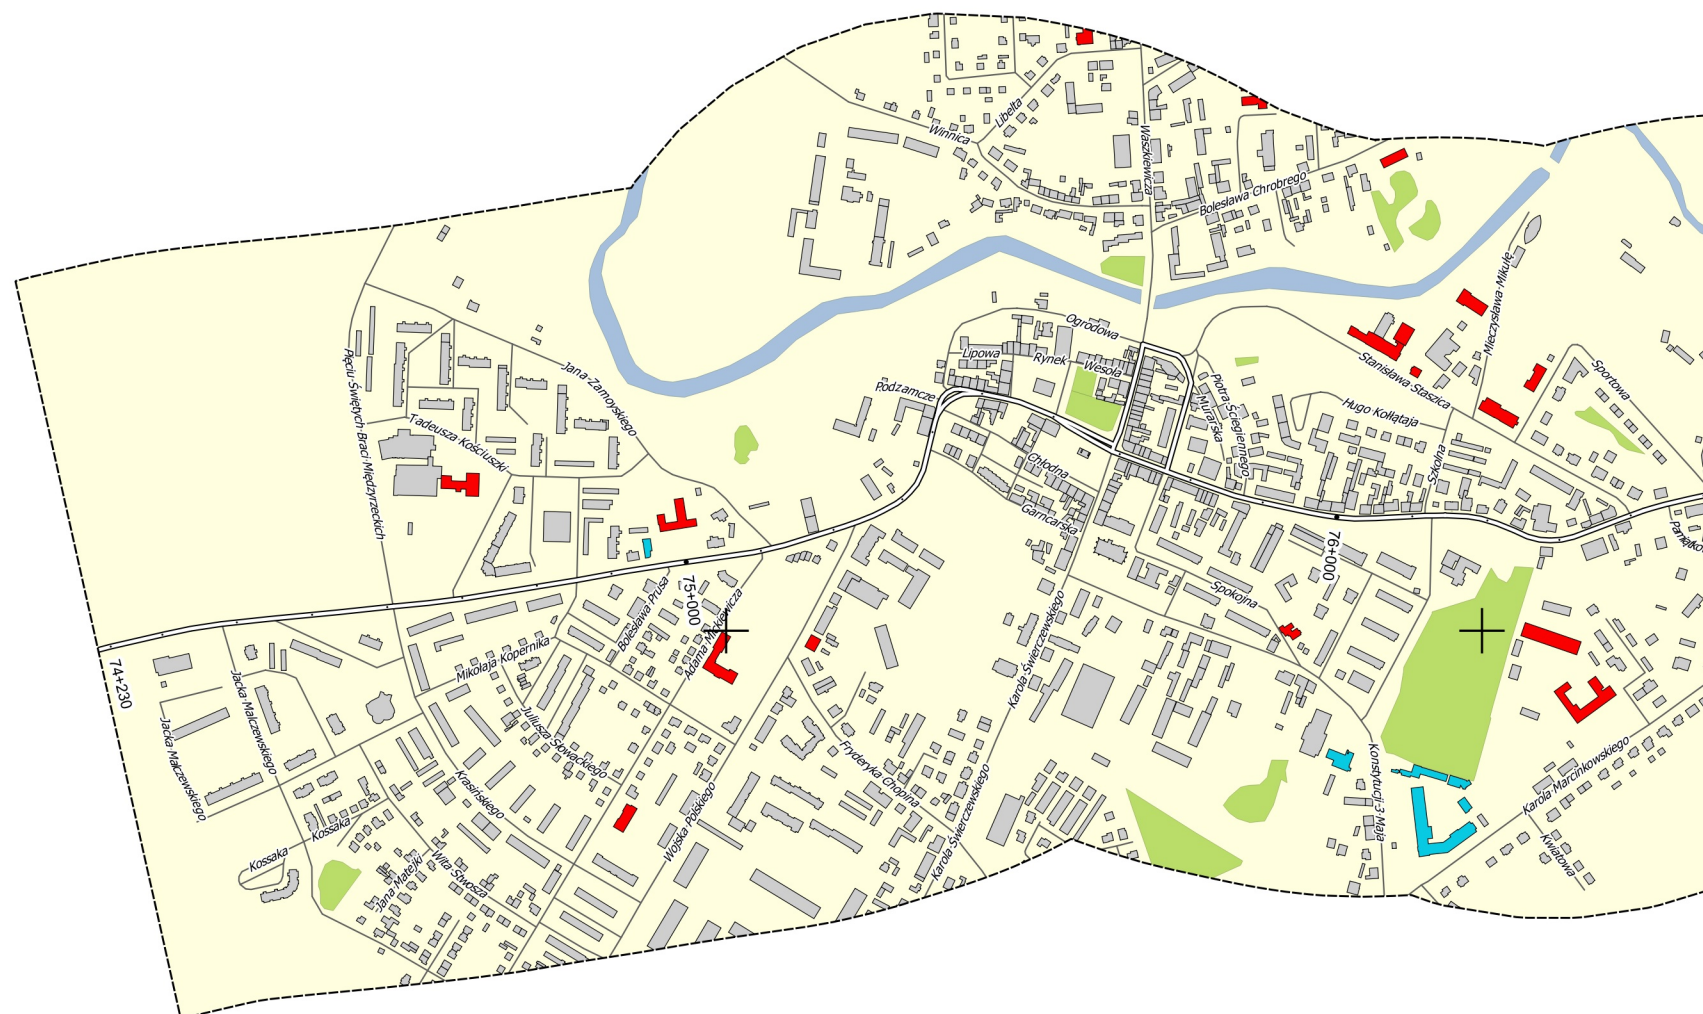 Libelta
Winnica
Waszkiewicza
Bolesława Chrobrego
Mieczysława Mikułę
Ogrodowa
Lipowa
Rynek
Wesoła
Podzamcze
Jana Zamoyskiego
Pięciu Świętych Braci Międzyrzeckich
Tadeusza Kościuszki
Stanisława Staszica
Sportowa
Piotra Ściegiennego
Murarska
Hugo Kołłątaja
Szkolna
Chłodna
Garncarska
76+000
75+000
Bolesława Prusa
Adama Mickiewicza
Spokojna
Karola Świerczewskiego
Mikołaja Kopernika
74+230
Jacka Malczewskiego
Jacka Malczewskiego
Juliusza Słowackiego
Fryderyka Chopina
Krasińskiego
Wojska Polskiego
Karola Świerczewskiego
Konstytucji 3 Maja
Karola Marcinkowskiego
Kwiatowa
Kossaka
Kossaka
Jana Matejki
Wita Stwosza